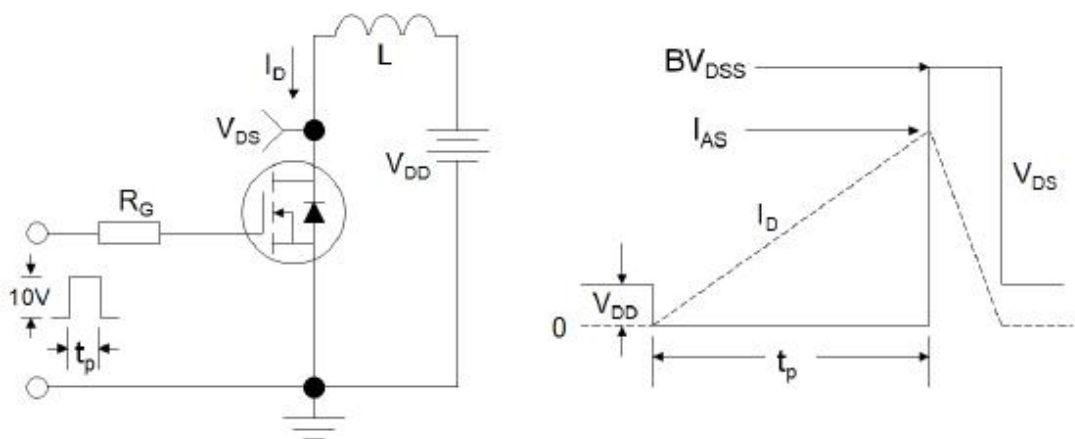 L
I_D
V_DS
V_DD
R_G
10V
t_p
BV_DSS
I_AS
V_DS
I_D
V_DD
0
t_p